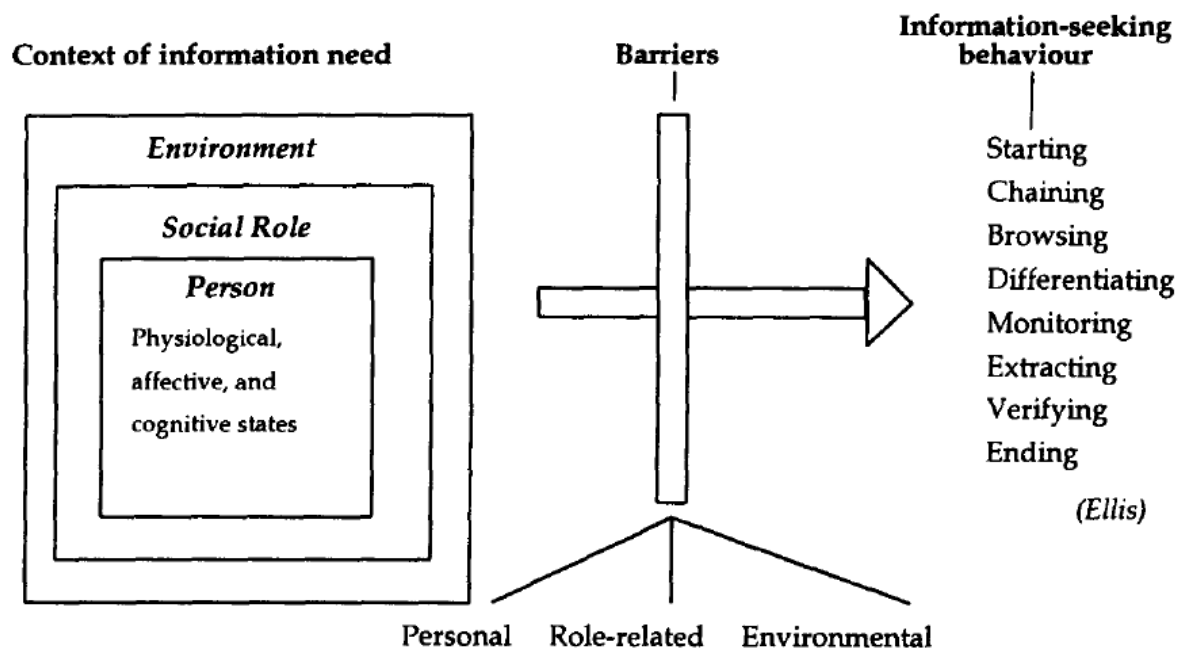 Context of information need
Barriers
Information-seeking
behaviour
Environment
Social Role
Person
Physiological,
affective, and
cognitive states
Starting
Chaining
Browsing
Differentiating
Monitoring
Extracting
Verifying
Ending
(Ellis)
Personal
Role-related
Environmental